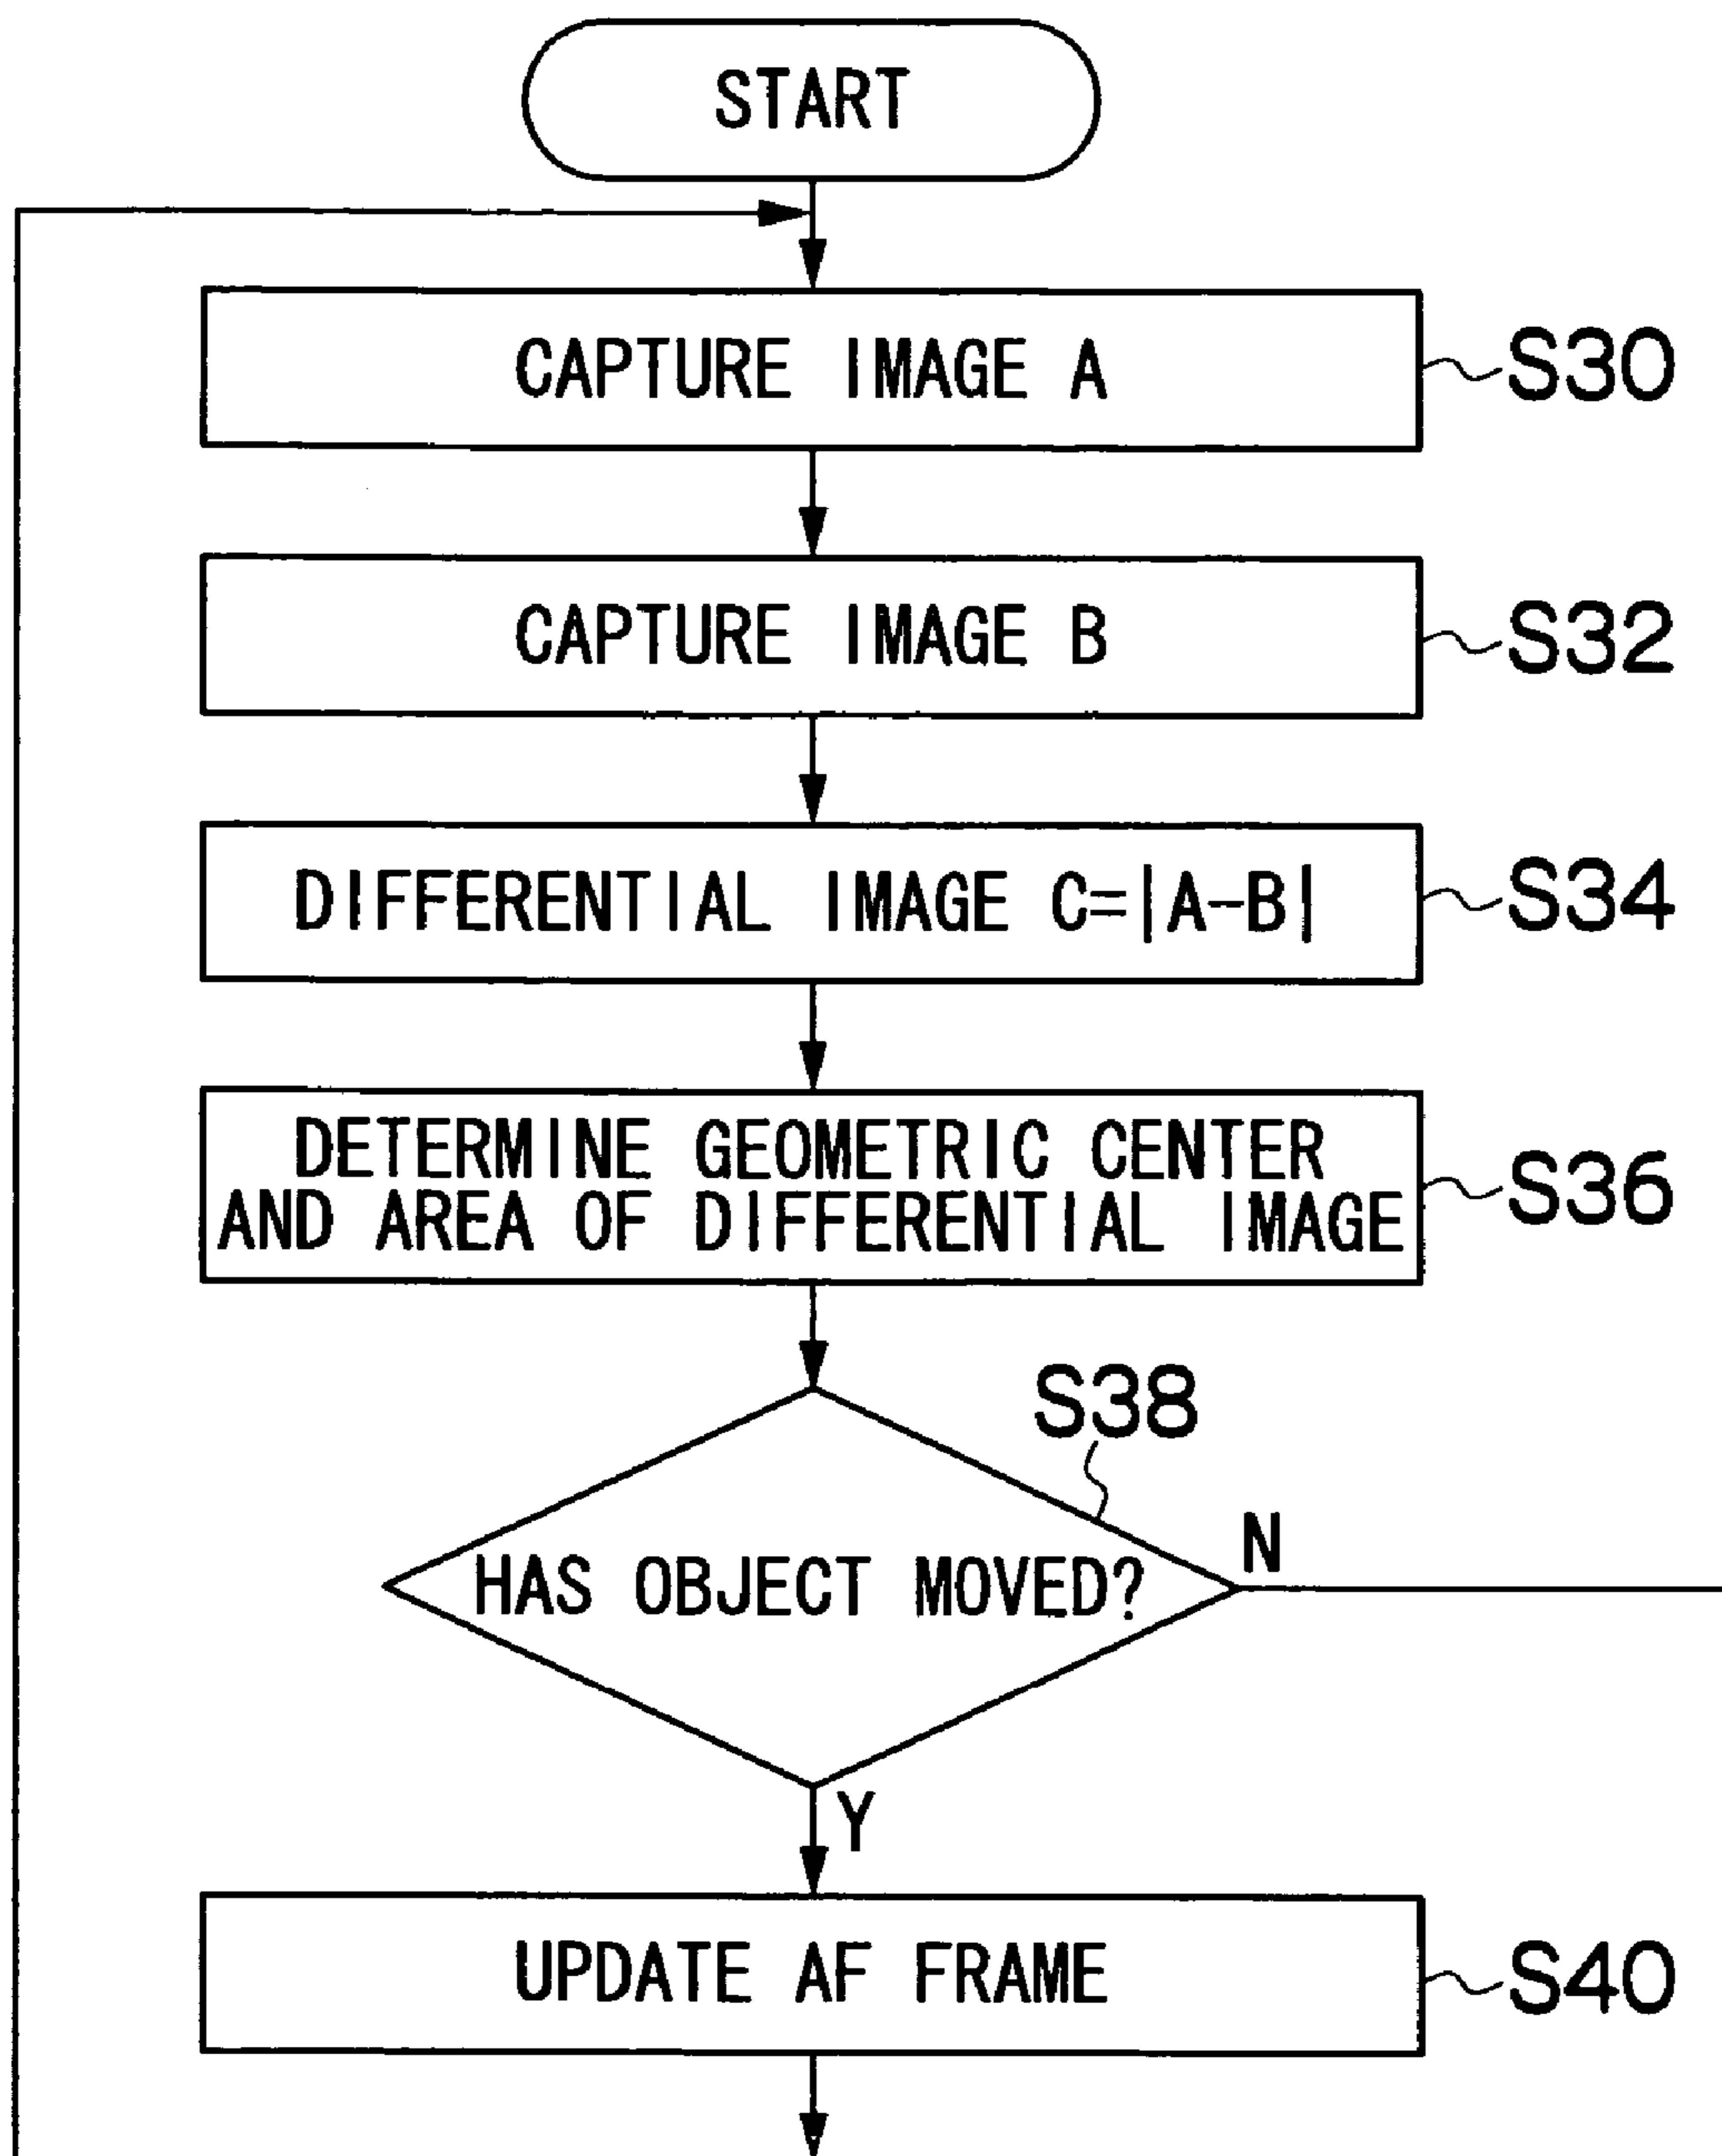 START
CAPTURE IMAGE A
S30
CAPTURE IMAGE B
S32
DIFFERENTIAL IMAGE C=|A-B|
S34
DETERMINE GEOMETRIC CENTER
AND AREA OF DIFFERENTIAL IMAGE
S36
S38
HAS OBJECT MOVED?
N
Y
UPDATE AF FRAME
S40